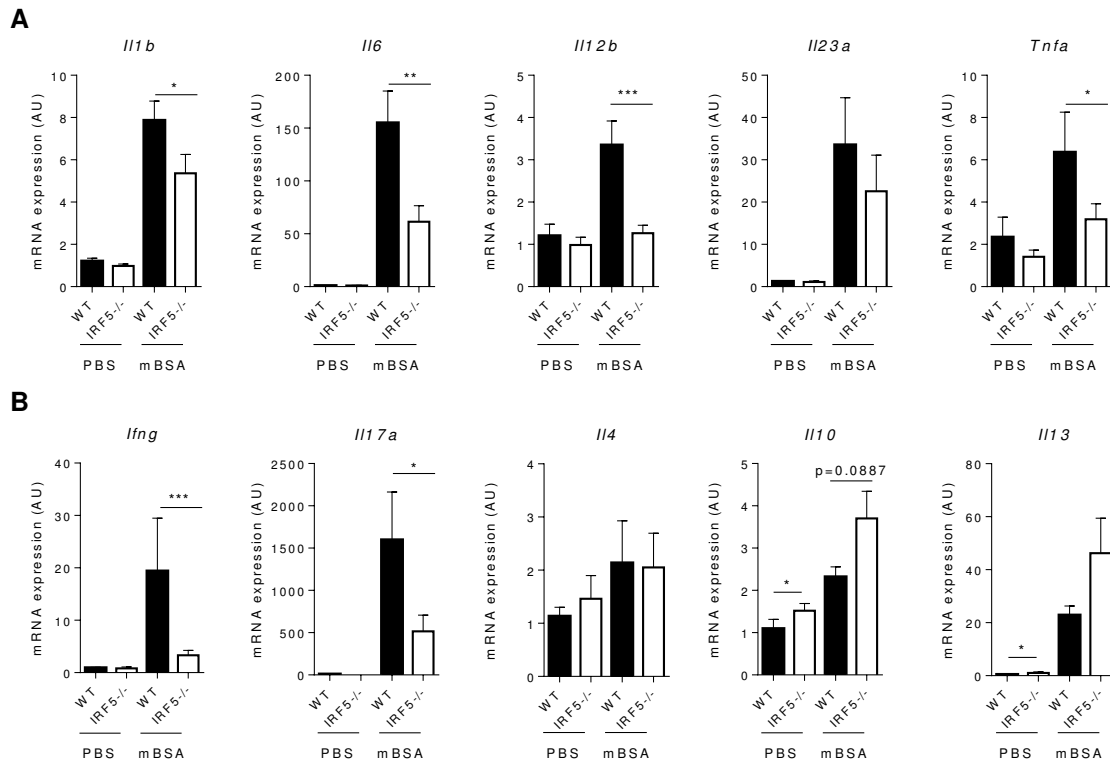 A
Il1b Il6 Il12b Il23a Tnfa
mRNA expression (AU)
10
8
6
4
2
0
*
WT IRF5-/- WT IRF5-/-
PBS mBSA
mRNA expression (AU)
200
150
100
50
0
**
WT IRF5-/- WT IRF5-/-
PBS mBSA
mRNA expression (AU)
5
4
3
2
1
0
***
WT IRF5-/- WT IRF5-/-
PBS mBSA
mRNA expression (AU)
50
40
30
20
10
0
WT IRF5-/- WT IRF5-/-
PBS mBSA
mRNA expression (AU)
10
8
6
4
2
0
*
WT IRF5-/- WT IRF5-/-
PBS mBSA
B
Ifng Il17a Il4 Il10 Il13
mRNA expression (AU)
40
30
20
10
0
***
WT IRF5-/- WT IRF5-/-
PBS mBSA
mRNA expression (AU)
2500
2000
1500
1000
500
0
*
WT IRF5-/- WT IRF5-/-
PBS mBSA
mRNA expression (AU)
4
3
2
1
0
WT IRF5-/- WT IRF5-/-
PBS mBSA
mRNA expression (AU)
5
4
3
2
1
0
p=0.0887
*
WT IRF5-/- WT IRF5-/-
PBS mBSA
mRNA expression (AU)
80
60
40
20
0
*
WT IRF5-/- WT IRF5-/-
PBS mBSA